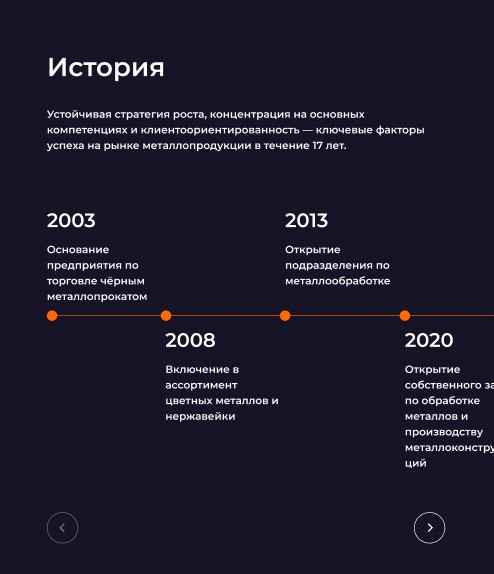 История
Устойчивая стратегия роста, концентрация на основных
компетенциях и клиентоориентированность — ключевые факторы
успеха на рынке металлопродукции в течение 17 лет.
2003
Основание
предприятия по
торговле чёрным
металлопрокатом
2013
Открытие
подразделения по
металлообработке
2008
Включение в
ассортимент
цветных металлов и
нержавейки
2020
Открытие
собственного за
по обработке
металлов и
производству
металлоконстру
ций